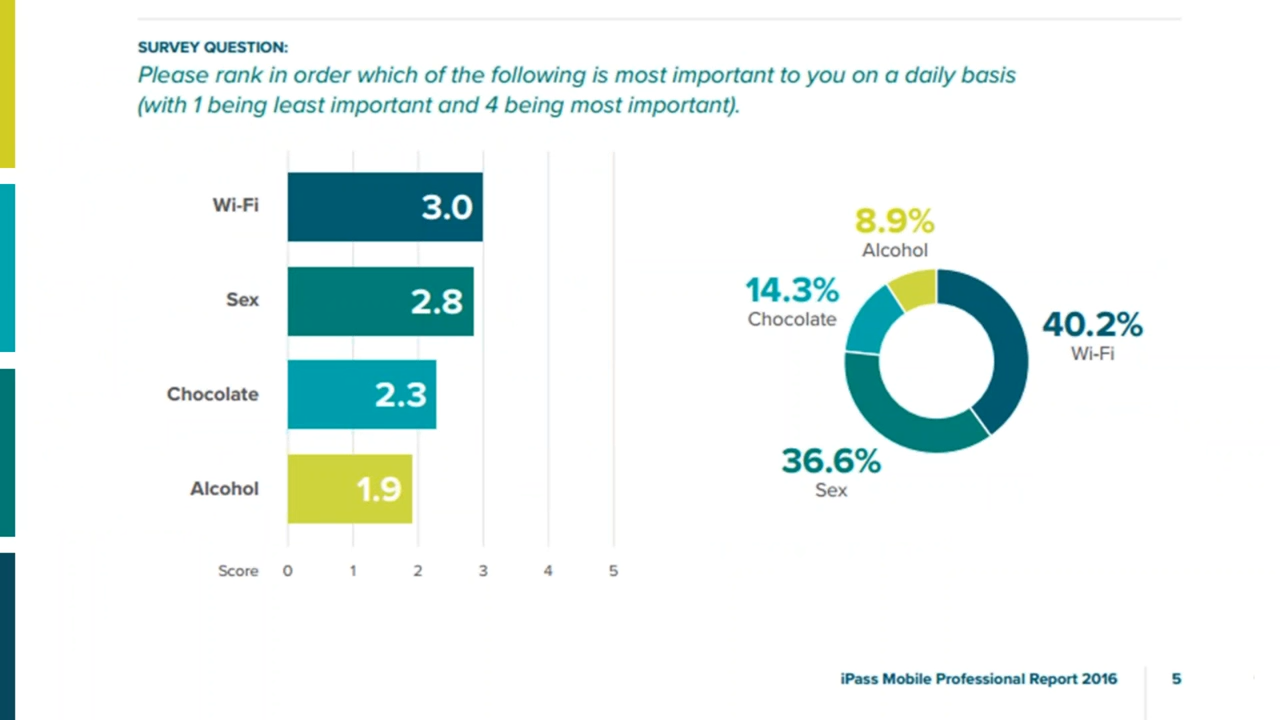 SURVEY QUESTION:
Please rank in order which of the following is most important to you on a daily basis
(with 1 being least important and 4 being most important).
Wi-Fi
3.0
Sex
2.8
Chocolate
2.3
Alcohol
1.9
Score 0 1 2 3 4 5
8.9%
Alcohol
14.3%
Chocolate
40.2%
Wi-Fi
36.6%
Sex
iPass Mobile Professional Report 2016 5